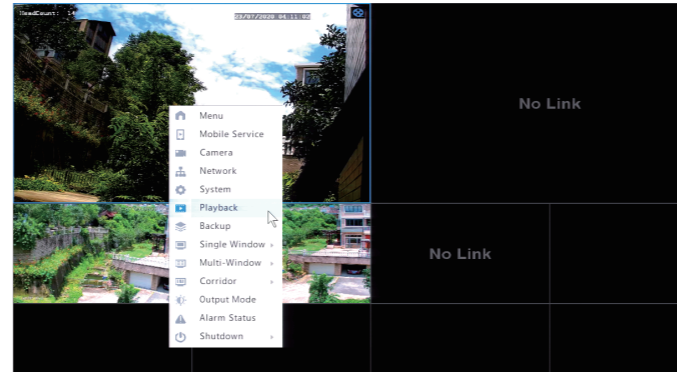 HeadCount: 14
23/07/2020 04:11:03
No Link
Menu
Mobile Service
Camera
Network
System
Playback
Backup
Single Window
Multi-Window
No Link
Corridor
Output Mode
Alarm Status
Shutdown